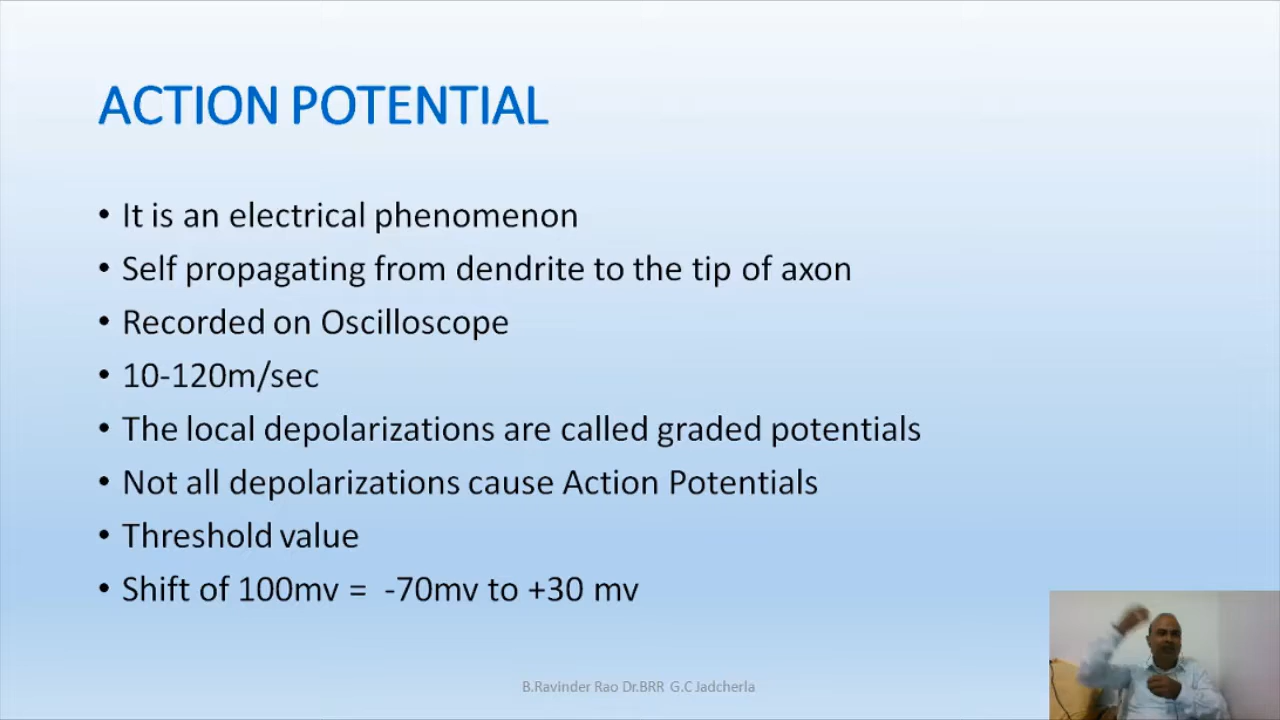 ACTION POTENTIAL
• It is an electrical phenomenon
• Self propagating from dendrite to the tip of axon
• Recorded on Oscilloscope
• 10-120m/sec
• The local depolarizations are called graded potentials
• Not all depolarizations cause Action Potentials
• Threshold value
• Shift of 100mv = -70mv to +30 mv
B.Ravinder Rao Dr.BRR G.C Jadcherla